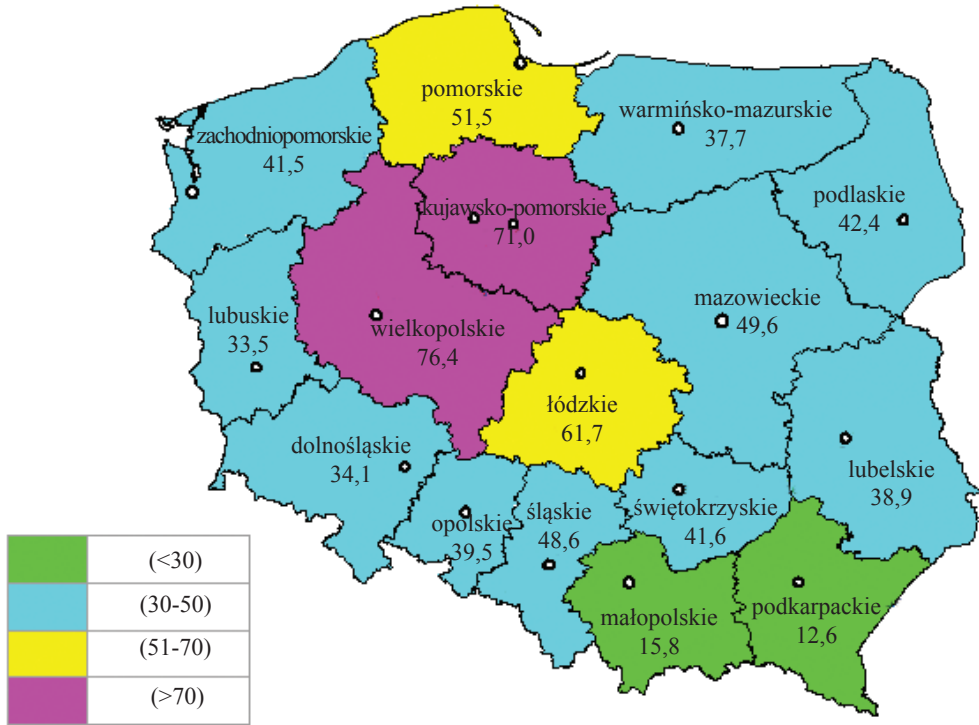 pomorskie
51,5
warmińsko-mazurskie
37,7
zachodniopomorskie
41,5
podlaskie
42,4
kujawsko-pomorskie
71,0
mazowieckie
49,6
lubuskie
33,5
wielkopolskie
76,4
łódzkie
61,7
dolnośląskie
34,1
lubelskie
38,9
opolskie
39,5
śląskie
48,6
świętokrzyskie
41,6
małopolskie
15,8
podkarpackie
12,6
(<30)
(30-50)
(51-70)
(>70)